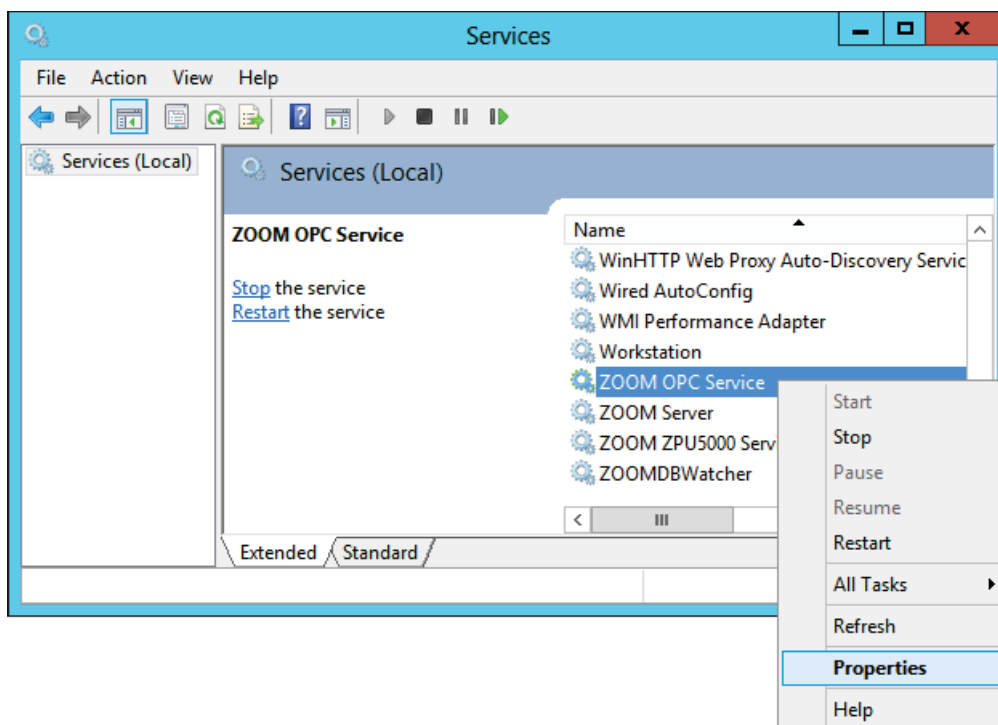 Services
File Action View Help
Services (Local)
Services (Local)
ZOOM OPC Service
Stop the service
Restart the service
Name
WinHTTP Web Proxy Auto-Discovery Servic
Wired AutoConfig
WMI Performance Adapter
Workstation
ZOOM OPC Service
ZOOM Server
ZOOM ZPU5000 Servi
ZOOMDBWatcher
Extended
Standard
Start
Stop
Pause
Resume
Restart
All Tasks
Refresh
Properties
Help